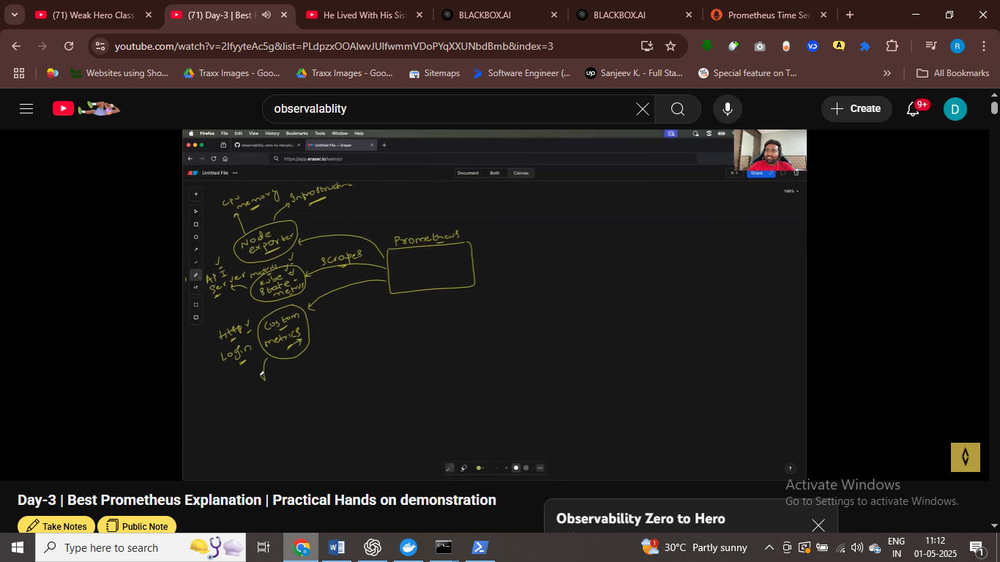 (71) Weak Hero Class
(71) Day-3 | Best
He Lived With His Sis
BLACKBOX.AI
BLACKBOX.AI
Prometheus Time Se
youtube.com/watch?v=2IfyyteAc5g&list=PLdpzxOOAlwvJUIfwmmVDoPYqXXUNbdBmb&index=3
R
Websites using Sho...
Traxx Images - Goo...
Traxx Images - Goo...
Sitemaps
Software Engineer (...
up
Sanjeev K. - Full Sta...
Special feature on T...
All Bookmarks
observalablity
Create
9+
D
Firefox File Edit View History Bookmarks Tools Window Help
observability-zero-to-hero/
Untitled File — Eraser
https://app.eraser.io/team/cr
Untitled File
Document Both Canvas
Share
100%
CPU
memory
Infrastructure
Node
exporter
Prometheus
scrapes
API
Server metrics
Kube
State
metrics
Http
Login
Custom
metrics
Activate Windows
Go to Settings to activate Windows.
Day-3 | Best Prometheus Explanation | Practical Hands on demonstration
Observability Zero to Hero
Take Notes
Public Note
Type here to search
1
30°C Partly sunny
ENG
IN
11:12
01-05-2025
1